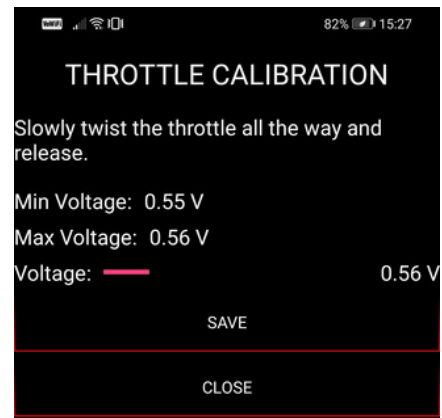 82% 15:27
THROTTLE CALIBRATION
Slowly twist the throttle all the way and
release.
Min Voltage: 0.55 V
Max Voltage: 0.56 V
Voltage: 0.56 V
SAVE
CLOSE